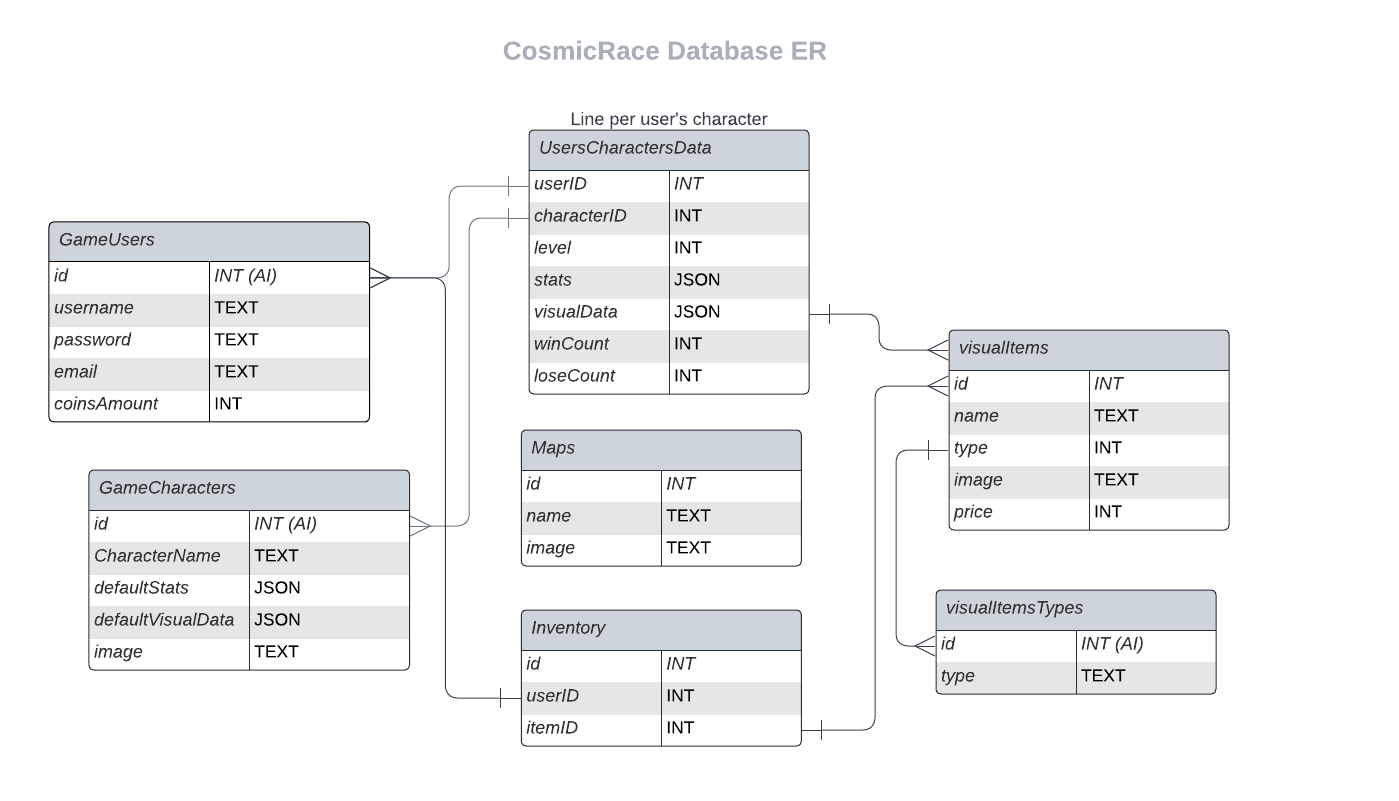 CosmicRace Database ER
Line per user's character
UsersCharactersData
userID INT
characterID INT
level INT
stats JSON
visualData JSON
winCount INT
loseCount INT
GameUsers
id INT (AI)
username TEXT
password TEXT
email TEXT
coinsAmount INT
GameCharacters
id INT (AI)
CharacterName TEXT
defaultStats JSON
defaultVisualData JSON
image TEXT
Maps
id INT
name TEXT
image TEXT
Inventory
id INT
userID INT
itemID INT
visualItems
id INT
name TEXT
type INT
image TEXT
price INT
visualItemsTypes
id INT (AI)
type TEXT